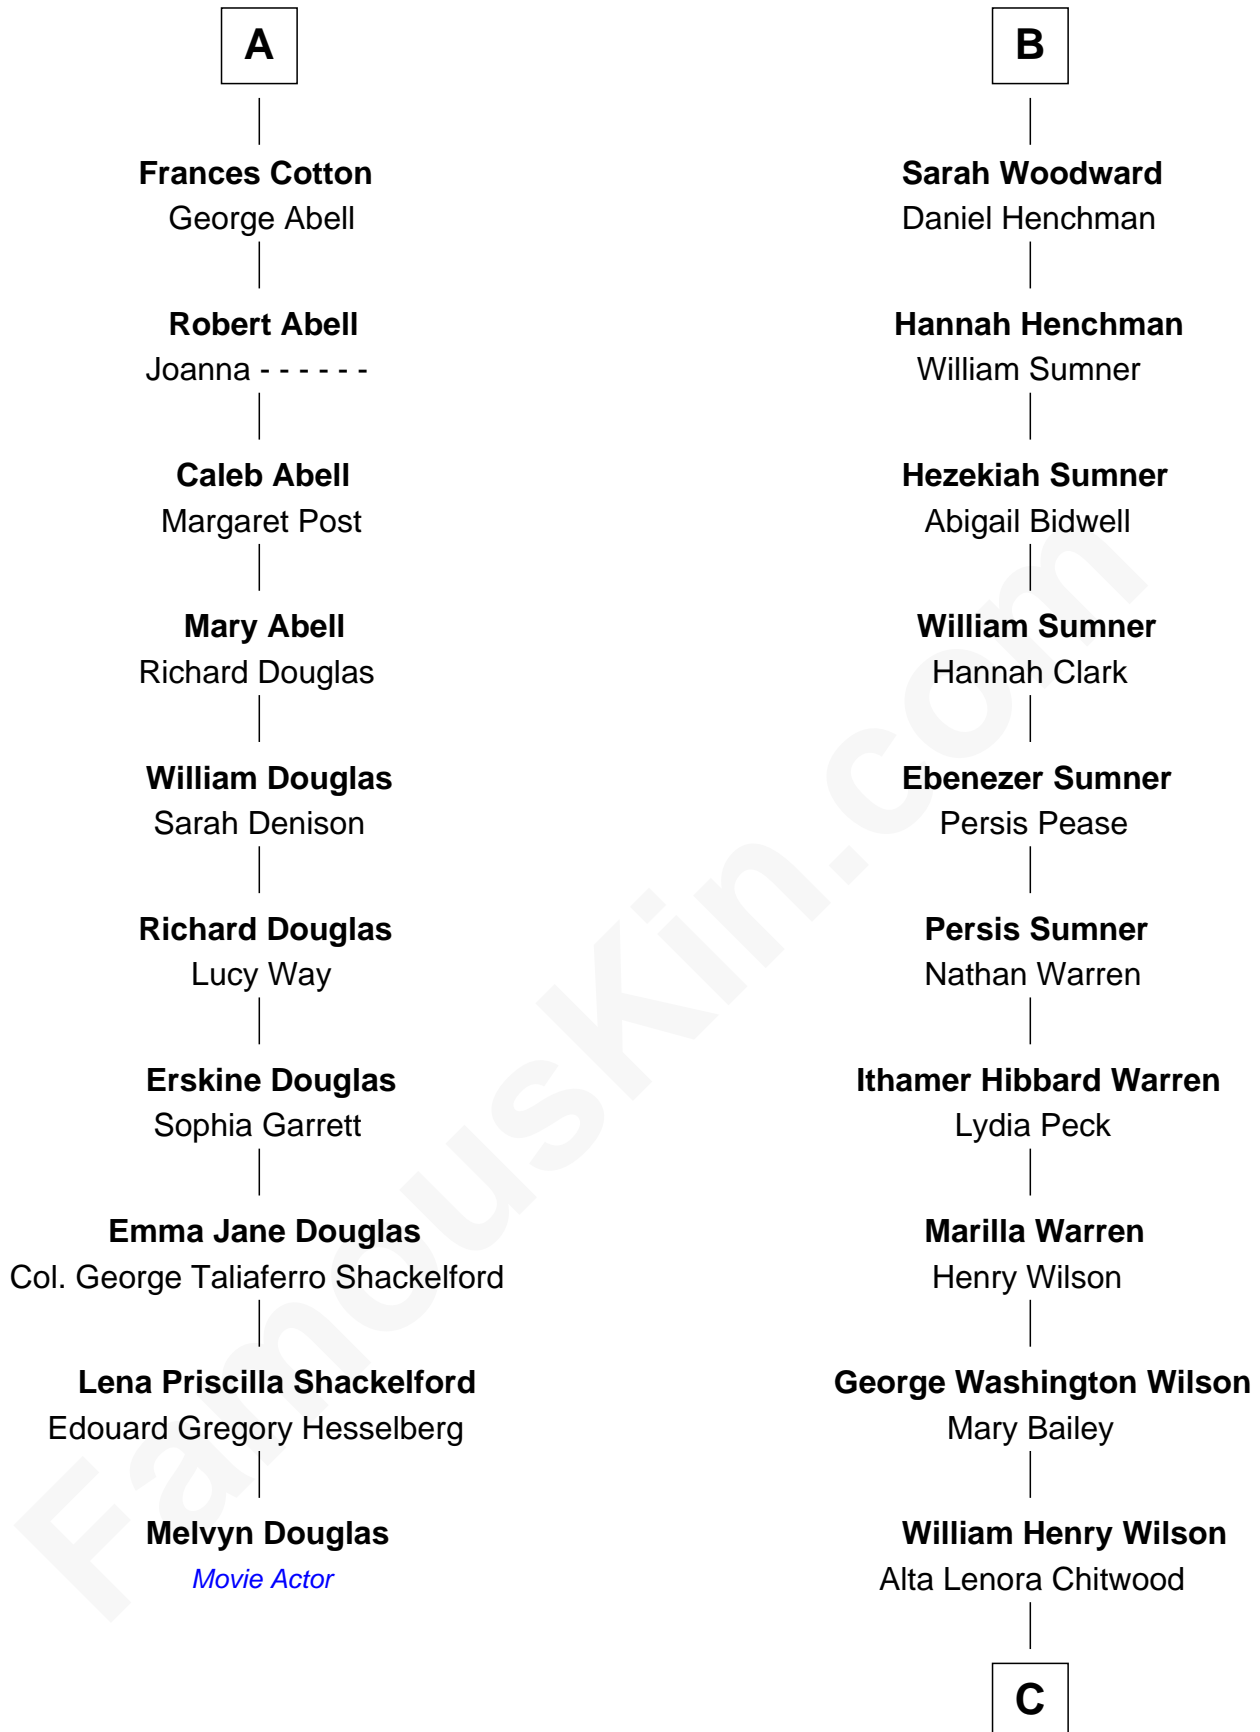 A
Frances Cotton
George Abell
Robert Abell
Joanna - - - - - -
Caleb Abell
Margaret Post
Mary Abell
Richard Douglas
William Douglas
Sarah Denison
Richard Douglas
Lucy Way
Erskine Douglas
Sophia Garrett
Emma Jane Douglas
Col. George Taliaferro Shackelford
Lena Priscilla Shackelford
Edouard Gregory Hesselberg
Melvyn Douglas
Movie Actor
B
Sarah Woodward
Daniel Henchman
Hannah Henchman
William Sumner
Hezekiah Sumner
Abigail Bidwell
William Sumner
Hannah Clark
Ebenezer Sumner
Persis Pease
Persis Sumner
Nathan Warren
Ithamer Hibbard Warren
Lydia Peck
Marilla Warren
Henry Wilson
George Washington Wilson
Mary Bailey
William Henry Wilson
Alta Lenora Chitwood
C
FamousKin.com